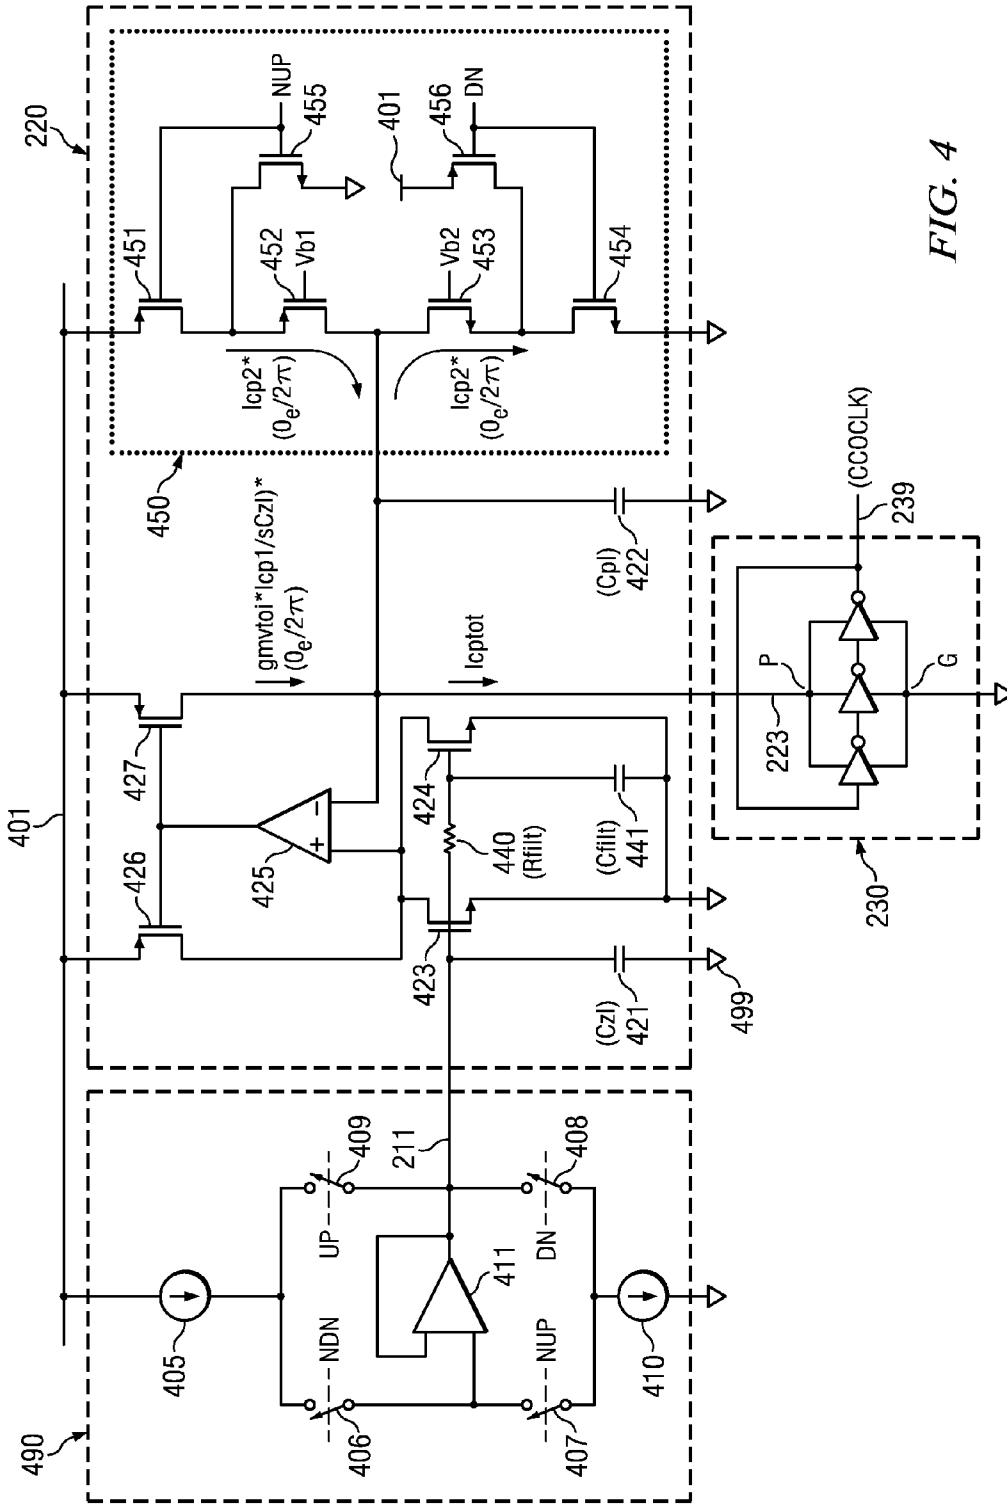 490
405
406
NDN
UP
409
411
211
407
NUP
DN
408
410
401
220
426
427
425
423
424
440
(Rfilt)
(Czl)
421
(Cfilt)
441
499
gmvtoi*Icp1/sCzl)*
(0e/2π)
Icptot
(Cpl)
422
450
Icp2*
(0e/2π)
Icp2*
(0e/2π)
451
452
Vb1
NUP
455
401
456
DN
Vb2
453
454
230
223
P
G
(CCOCLK)
239
FIG. 4